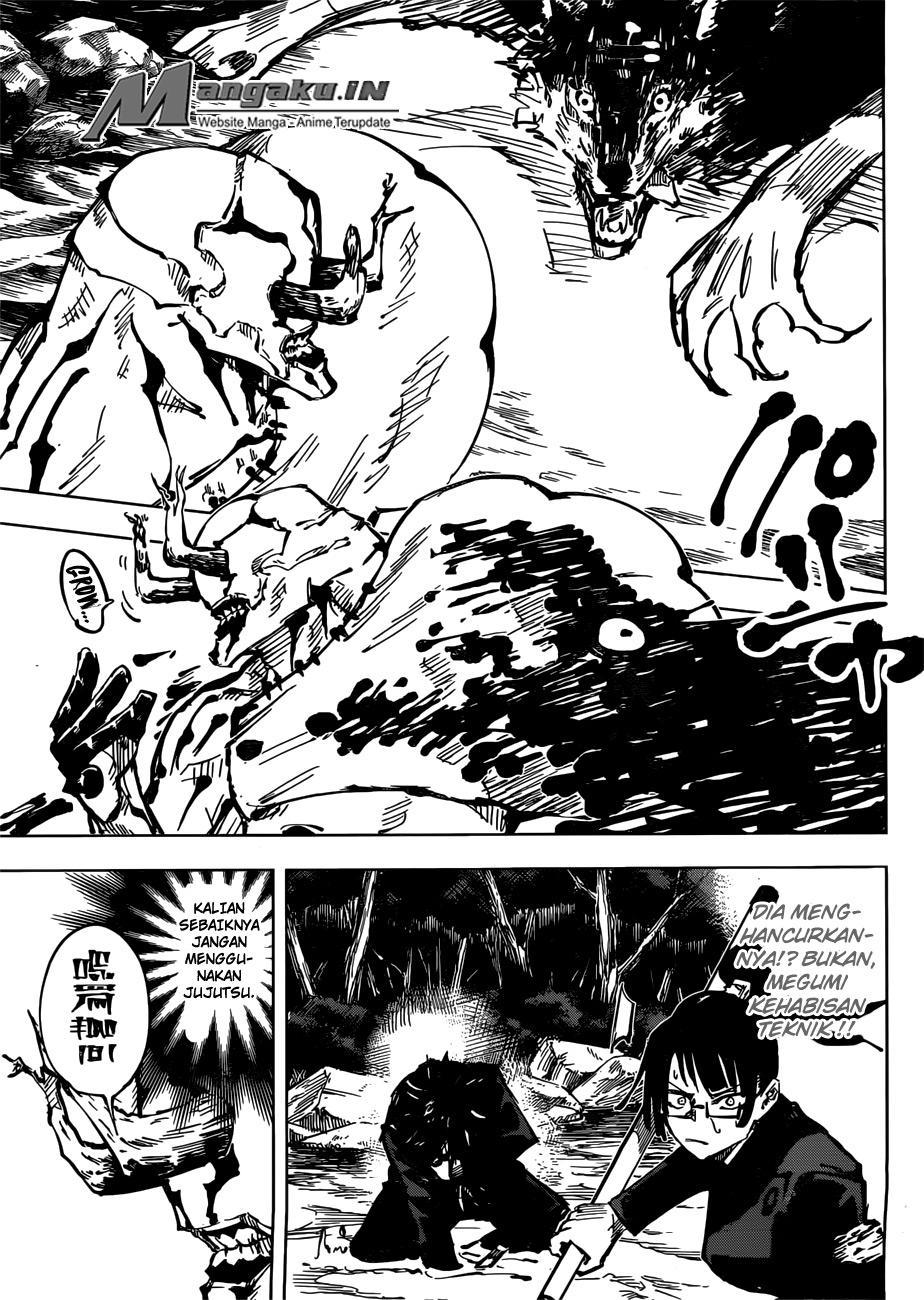 Mangaku.iN
Website Manga - Anime Terupdate
GROM...
DIA MENG-
HANCURKAN-
NYA!? BUKAN,
MEGUMI
KEHABISAN
TEKNIK !!
KALIAN
SEBAIKNYA
JANGAN
MENGGU-
NAKAN
JUJUTSU.